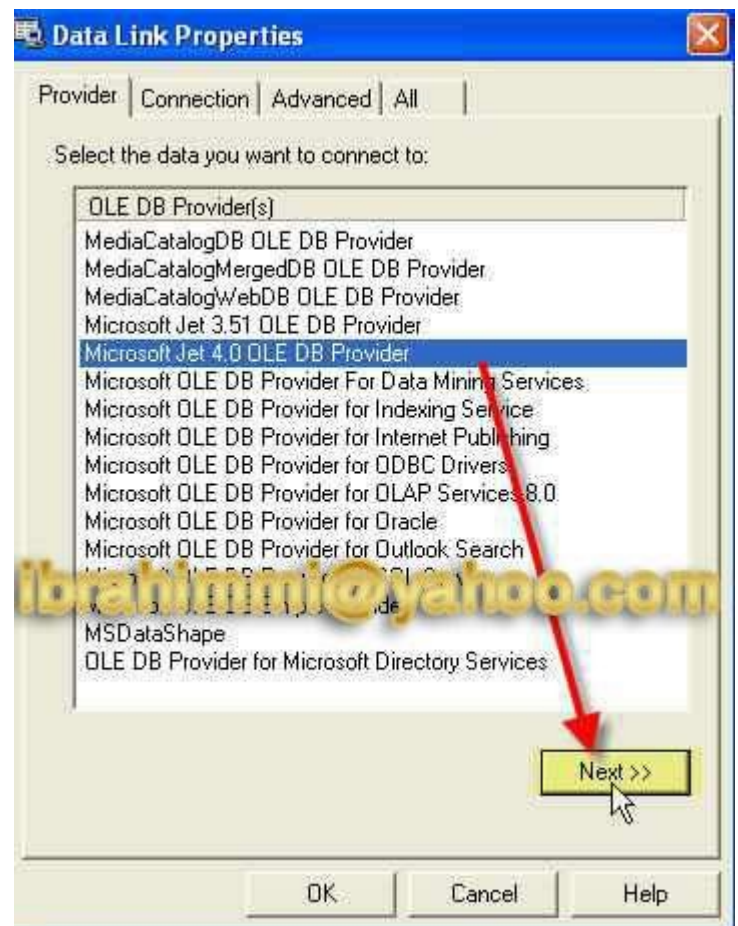 Data Link Properties
Provider Connection Advanced All
Select the data you want to connect to:
OLE DB Provider(s)
MediaCatalogDB OLE DB Provider
MediaCatalogMergedDB OLE DB Provider
MediaCatalogWebDB OLE DB Provider
Microsoft Jet 3.51 OLE DB Provider
Microsoft Jet 4.0 OLE DB Provider
Microsoft OLE DB Provider For Data Mining Services
Microsoft OLE DB Provider for Indexing Service
Microsoft OLE DB Provider for Internet Publishing
Microsoft OLE DB Provider for ODBC Drivers
Microsoft OLE DB Provider for OLAP Services 8.0
Microsoft OLE DB Provider for Oracle
Microsoft OLE DB Provider for Outlook Search
ibrahimmi@yahoo.com
MSDataShape
OLE DB Provider for Microsoft Directory Services
Next >>
OK Cancel Help